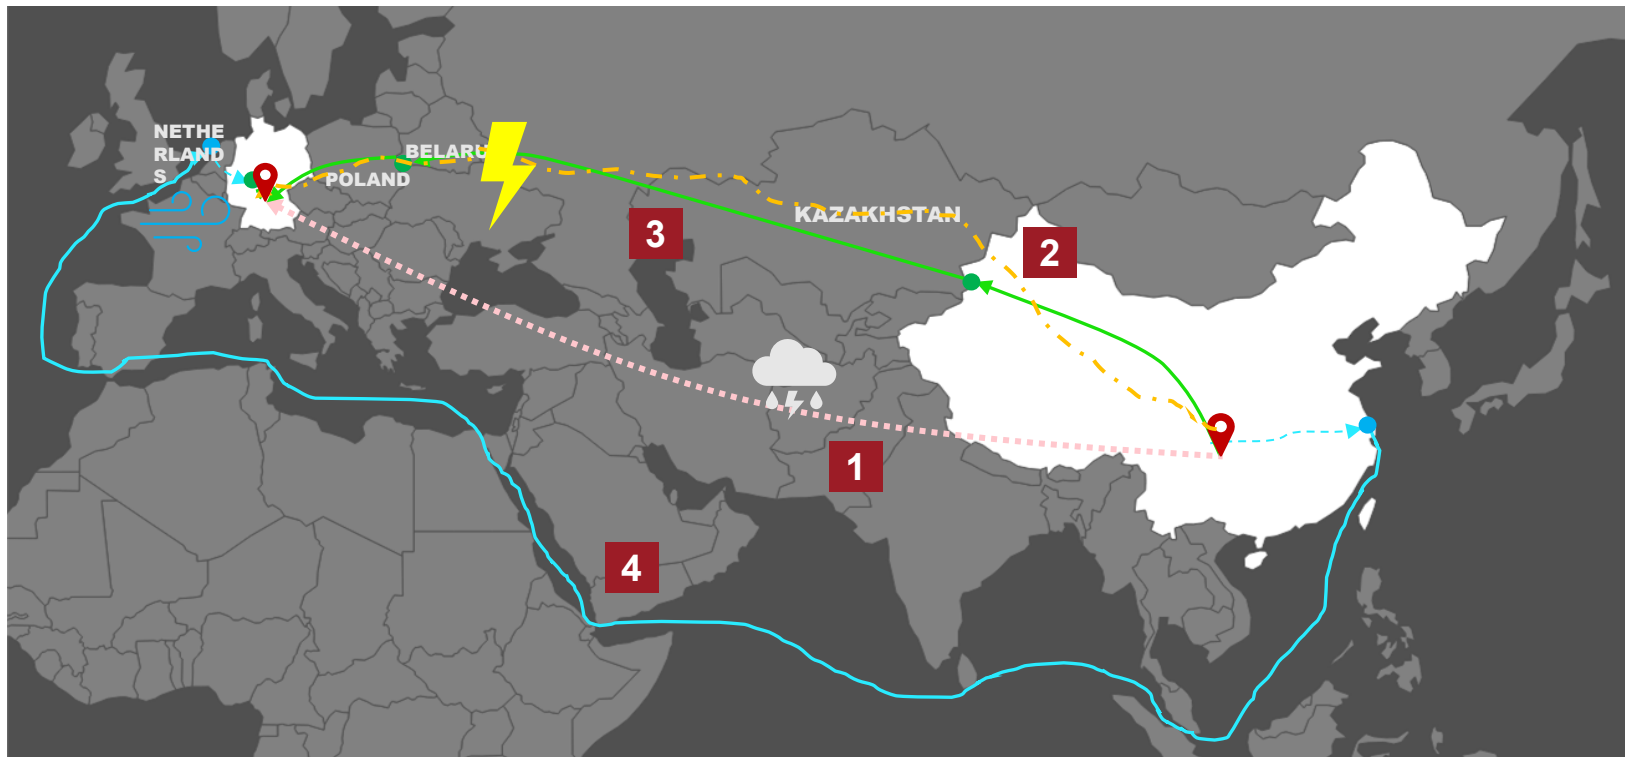 NETHE
RLAND
S
BELARU
POLAND
KAZAKHSTAN
3
2
1
4